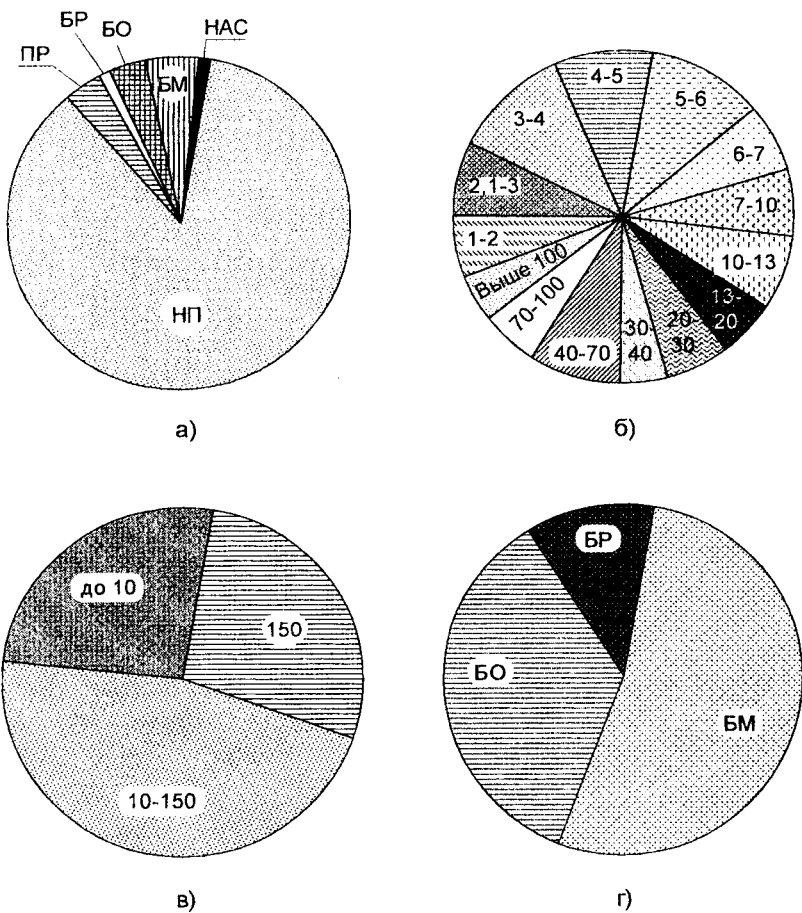 БР
БО
НАС
ПР
БМ
НП
а)
4-5
5-6
3-4
6-7
2,1-3
7-10
1-2
10-13
Выше 100
13-
20
70-100
20-
30
30-
40
40-70
б)
до 10
150
10-150
в)
БР
БО
БМ
г)